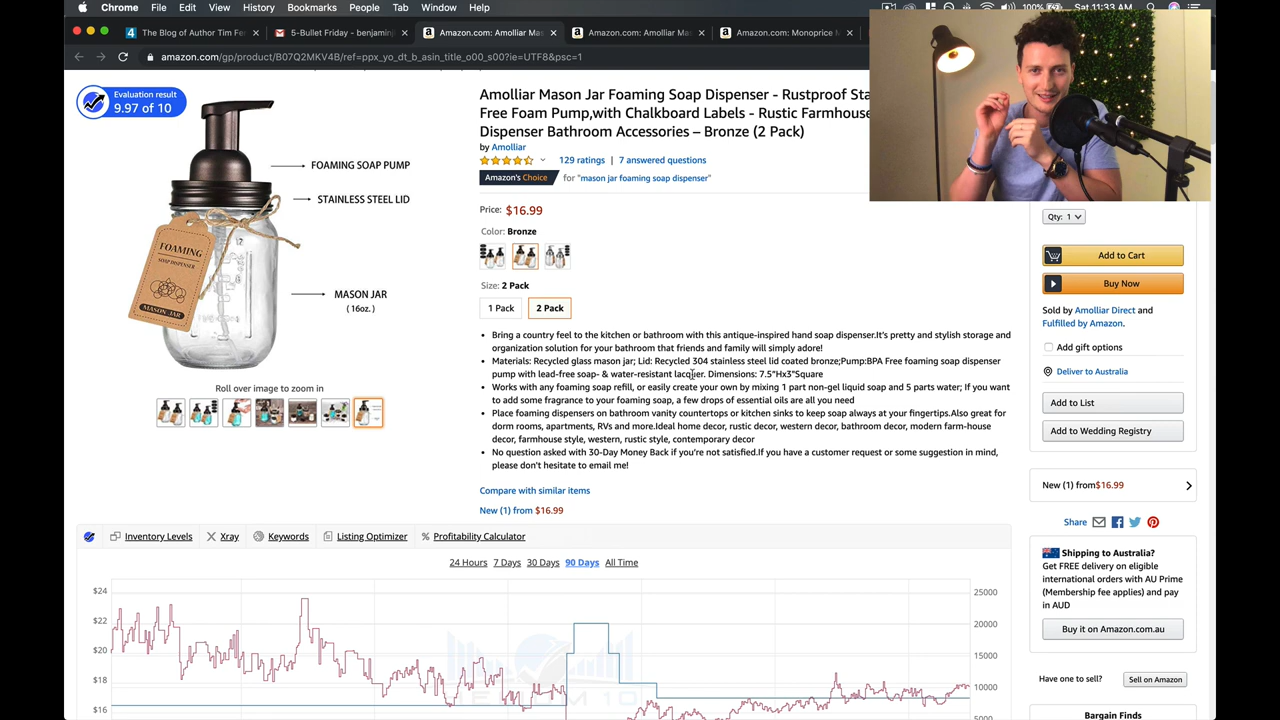 Chrome File Edit View History Bookmarks People Tab Window Help 100% Sat 11:33 AM
The Blog of Author Tim Fe
5-Bullet Friday - benjamin
Amazon.com: Amolliar Mas
Amazon.com: Amolliar Ma
Amazon.com: Monoprice M
amazon.com/gp/product/B07Q2MKV4B/ref=ppx_yo_dt_b_asin_title_o00_s00?ie=UTF8&psc=1
Evaluation result
9.97 of 10
FOAMING SOAP PUMP
STAINLESS STEEL LID
MASON JAR
( 16oz. )
FOAMING
SOAP DISPENSER
MASON JAR
Roll over image to zoom in
Amolliar Mason Jar Foaming Soap Dispenser - Rustproof Sta
Free Foam Pump,with Chalkboard Labels - Rustic Farmhouse
Dispenser Bathroom Accessories – Bronze (2 Pack)
by Amolliar
129 ratings | 7 answered questions
Amazon's Choice for "mason jar foaming soap dispenser"
Price: $16.99
Color: Bronze
Size: 2 Pack
1 Pack 2 Pack
• Bring a country feel to the kitchen or bathroom with this antique-inspired hand soap dispenser.It's pretty and stylish storage and
organization solution for your bathroom that friends and family will simply adore!
• Materials: Recycled glass mason jar; Lid: Recycled 304 stainless steel lid coated bronze;Pump:BPA Free foaming soap dispenser
pump with lead-free soap- & water-resistant lacquer. Dimensions: 7.5"Hx3"Square
• Works with any foaming soap refill, or easily create your own by mixing 1 part non-gel liquid soap and 5 parts water; If you want
to add some fragrance to your foaming soap, a few drops of essential oils are all you need
• Place foaming dispensers on bathroom vanity countertops or kitchen sinks to keep soap always at your fingertips.Also great for
dorm rooms, apartments, RVs and more.Ideal home decor, rustic decor, western decor, bathroom decor, modern farm-house
decor, farmhouse style, western, rustic style, contemporary decor
• No question asked with 30-Day Money Back if you're not satisfied.If you have a customer request or some suggestion in mind,
please don't hesitate to email me!
Compare with similar items
New (1) from $16.99
Qty: 1
Add to Cart
Buy Now
Sold by Amolliar Direct and
Fulfilled by Amazon.
Add gift options
Deliver to Australia
Add to List
Add to Wedding Registry
New (1) from $16.99
Share
Shipping to Australia?
Get FREE delivery on eligible
international orders with AU Prime
(Membership fee applies) and pay
in AUD
Buy it on Amazon.com.au
Have one to sell? Sell on Amazon
Bargain Finds
Inventory Levels Xray Keywords Listing Optimizer % Profitability Calculator
24 Hours 7 Days 30 Days 90 Days All Time
$24
$22
$20
$18
$16
25000
20000
15000
10000
5000